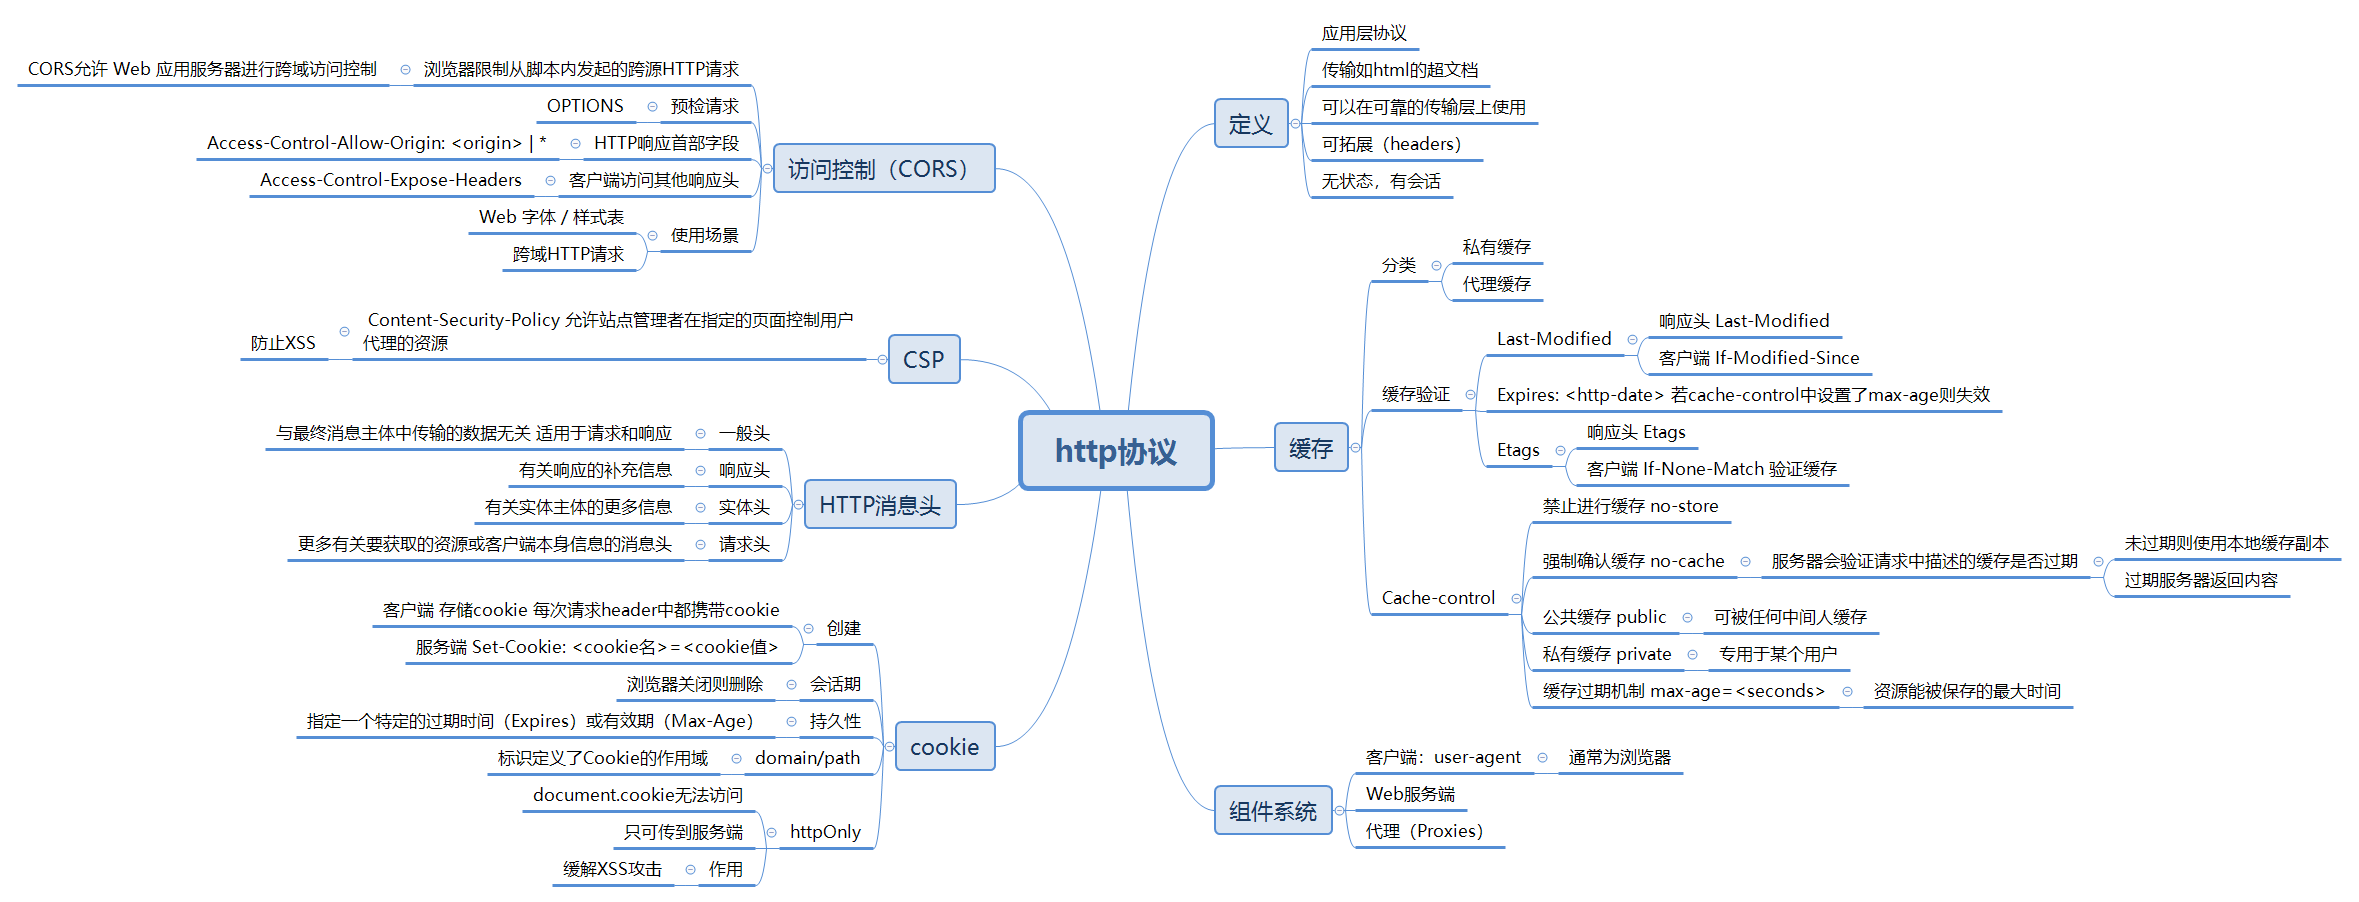 http协议
定义
应用层协议
传输如html的超文档
可以在可靠的传输层上使用
可拓展（headers）
无状态，有会话
缓存
分类
私有缓存
代理缓存
缓存验证
Last-Modified
响应头 Last-Modified
客户端 If-Modified-Since
Expires: <http-date> 若cache-control中设置了max-age则失效
Etags
响应头 Etags
客户端 If-None-Match 验证缓存
Cache-control
禁止进行缓存 no-store
强制确认缓存 no-cache
服务器会验证请求中描述的缓存是否过期
未过期则使用本地缓存副本
过期服务器返回内容
公共缓存 public
可被任何中间人缓存
私有缓存 private
专用于某个用户
缓存过期机制 max-age=<seconds>
资源能被保存的最大时间
组件系统
客户端：user-agent
通常为浏览器
Web服务端
代理（Proxies）
访问控制（CORS）
浏览器限制从脚本内发起的跨源HTTP请求
CORS允许 Web 应用服务器进行跨域访问控制
预检请求
OPTIONS
HTTP响应首部字段
Access-Control-Allow-Origin: <origin> | *
客户端访问其他响应头
Access-Control-Expose-Headers
使用场景
Web 字体 / 样式表
跨域HTTP请求
CSP
Content-Security-Policy 允许站点管理者在指定的页面控制用户
代理的资源
防止XSS
HTTP消息头
一般头
与最终消息主体中传输的数据无关 适用于请求和响应
响应头
有关响应的补充信息
实体头
有关实体主体的更多信息
请求头
更多有关要获取的资源或客户端本身信息的消息头
cookie
创建
客户端 存储cookie 每次请求header中都携带cookie
服务端 Set-Cookie: <cookie名>=<cookie值>
会话期
浏览器关闭则删除
持久性
指定一个特定的过期时间（Expires）或有效期（Max-Age）
domain/path
标识定义了Cookie的作用域
httpOnly
document.cookie无法访问
只可传到服务端
作用
缓解XSS攻击